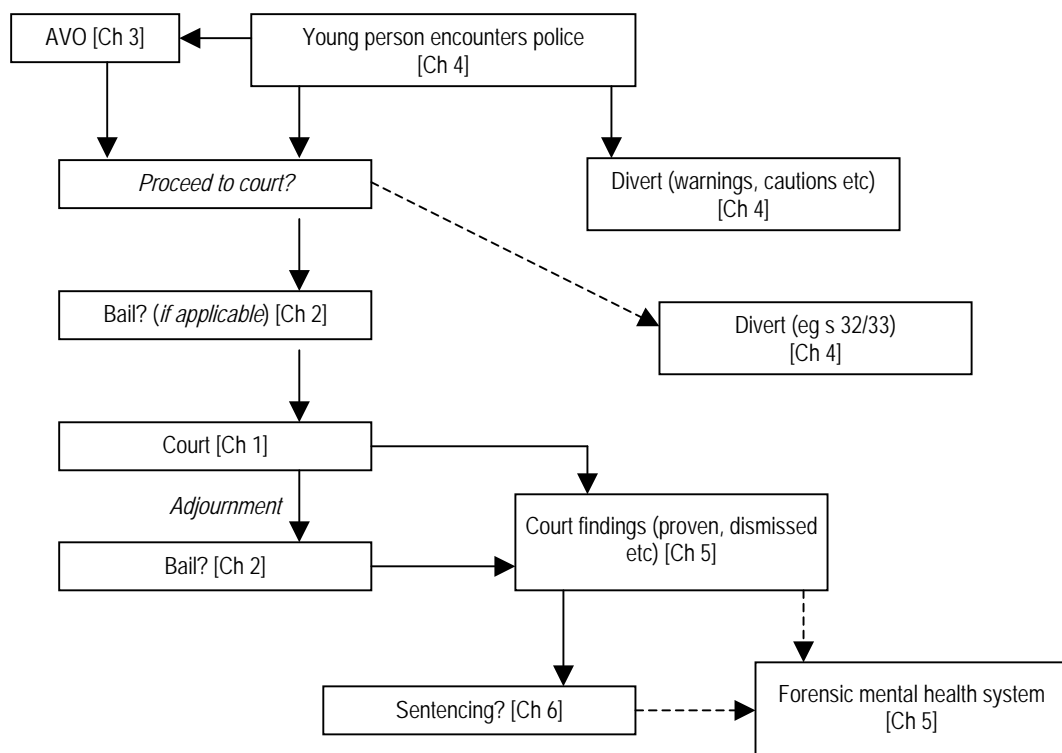 AVO [Ch 3]
Young person encounters police
[Ch 4]
Proceed to court?
Divert (warnings, cautions etc)
[Ch 4]
Bail? (if applicable) [Ch 2]
Divert (eg s 32/33)
[Ch 4]
Court [Ch 1]
Adjournment
Court findings (proven, dismissed
etc) [Ch 5]
Bail? [Ch 2]
Sentencing? [Ch 6]
Forensic mental health system
[Ch 5]